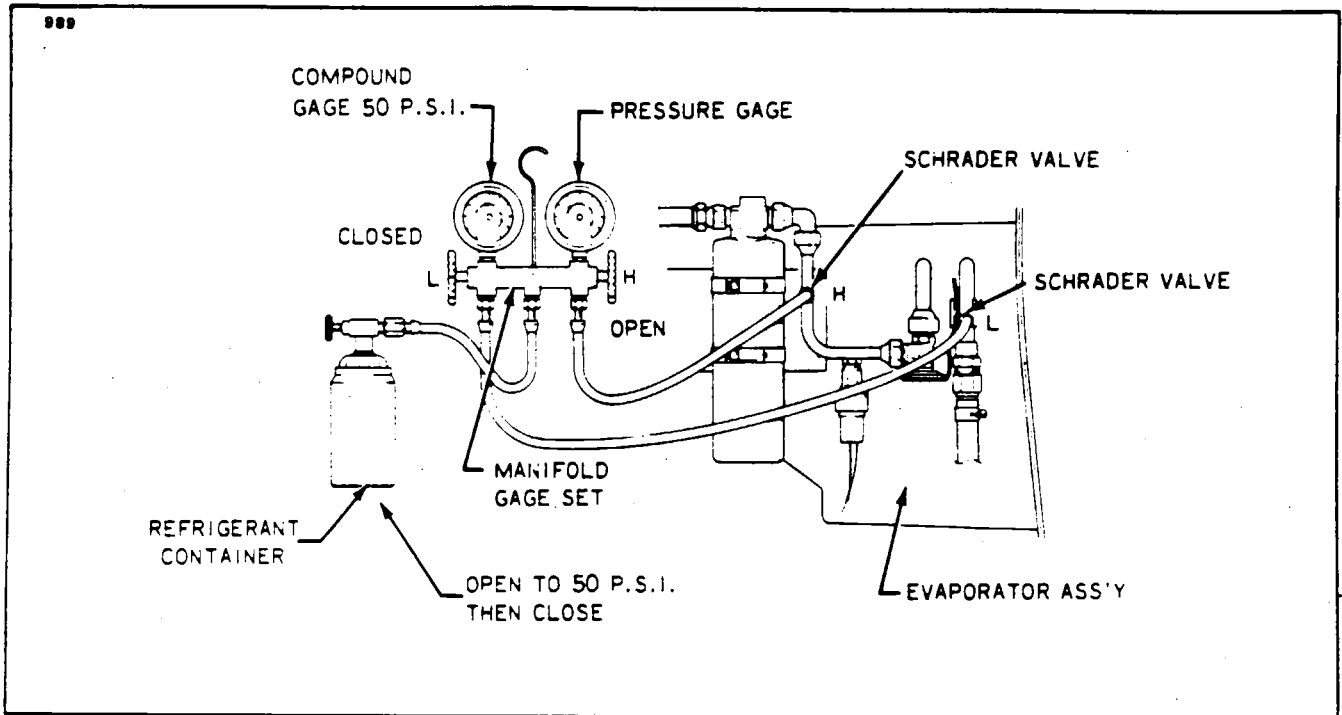 989
COMPOUND
GAGE 50 P.S.I.
PRESSURE GAGE
SCHRADER VALVE
CLOSED
SCHRADER VALVE
L
H
H
L
OPEN
MANIFOLD
GAGE SET
REFRIGERANT
CONTAINER
OPEN TO 50 P.S.I.
THEN CLOSE
EVAPORATOR ASS'Y